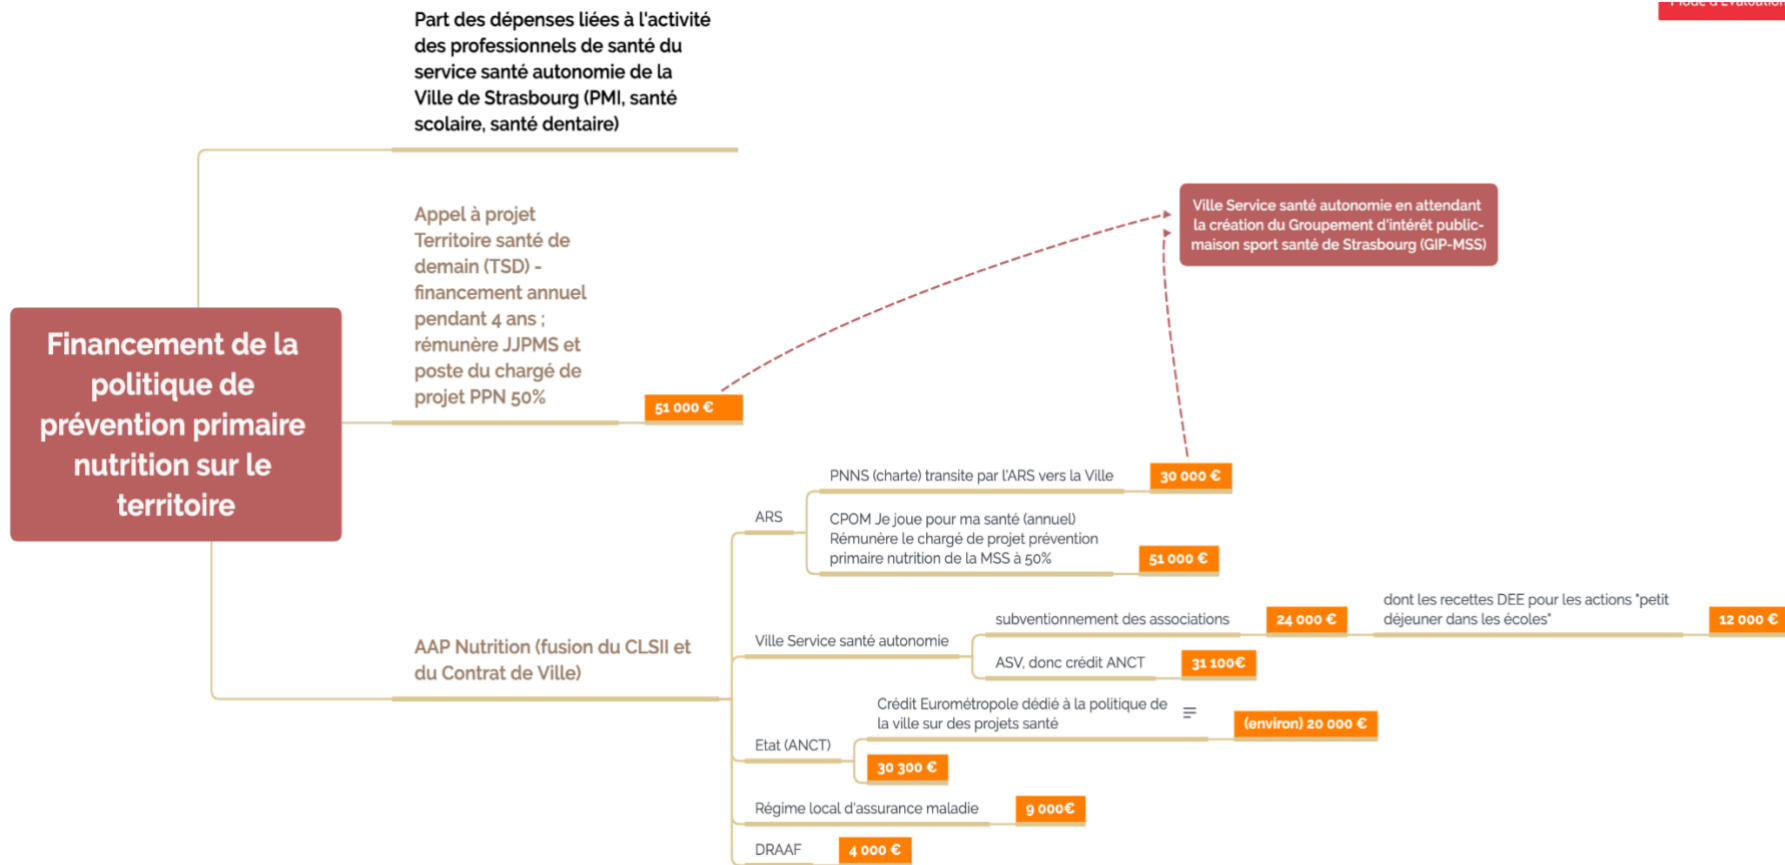 Mode d'Evaluation
Part des dépenses liées à l'activité
des professionnels de santé du
service santé autonomie de la
Ville de Strasbourg (PMI, santé
scolaire, santé dentaire)
Appel à projet
Territoire santé de
demain (TSD) -
financement annuel
pendant 4 ans ;
rémunère JJPMS et
poste du chargé de
projet PPN 50%
51 000 €
Ville Service santé autonomie en attendant
la création du Groupement d'intérêt public-
maison sport santé de Strasbourg (GIP-MSS)
Financement de la
politique de
prévention primaire
nutrition sur le
territoire
AAP Nutrition (fusion du CLSII et
du Contrat de Ville)
ARS
PNNS (charte) transite par l'ARS vers la Ville
30 000 €
CPOM Je joue pour ma santé (annuel)
Rémunère le chargé de projet prévention
primaire nutrition de la MSS à 50%
51 000 €
Ville Service santé autonomie
subventionnement des associations
24 000 €
dont les recettes DEE pour les actions "petit
déjeuner dans les écoles"
12 000 €
ASV, donc crédit ANCT
31 100€
Etat (ANCT)
Crédit Eurométropole dédié à la politique de
la ville sur des projets santé
(environ) 20 000 €
30 300 €
Régime local d'assurance maladie
9 000€
DRAAF
4 000 €